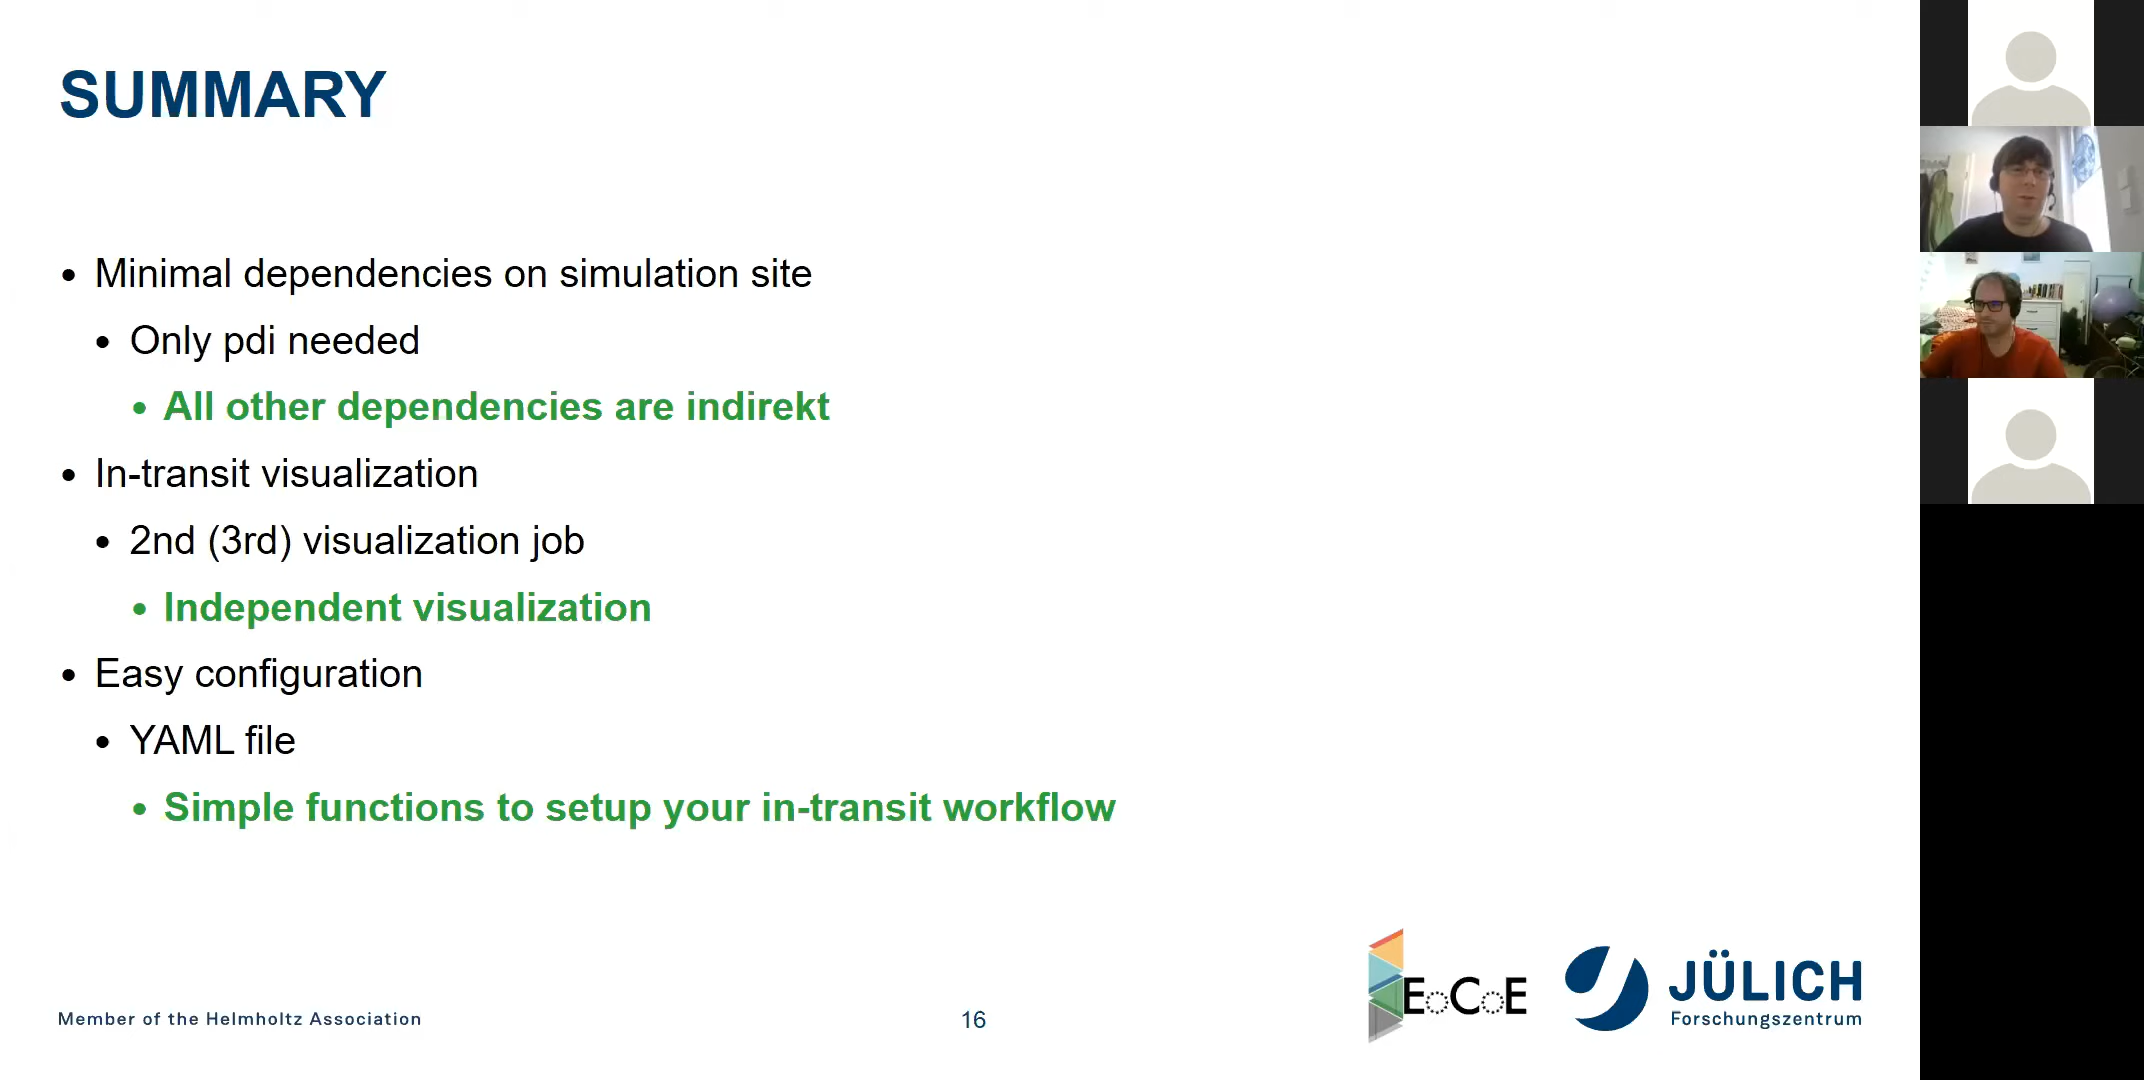 SUMMARY
• Minimal dependencies on simulation site
• Only pdi needed
• All other dependencies are indirekt
• In-transit visualization
• 2nd (3rd) visualization job
• Independent visualization
• Easy configuration
• YAML file
• Simple functions to setup your in-transit workflow
Member of the Helmholtz Association
16
EoCoE
JÜLICH
Forschungszentrum